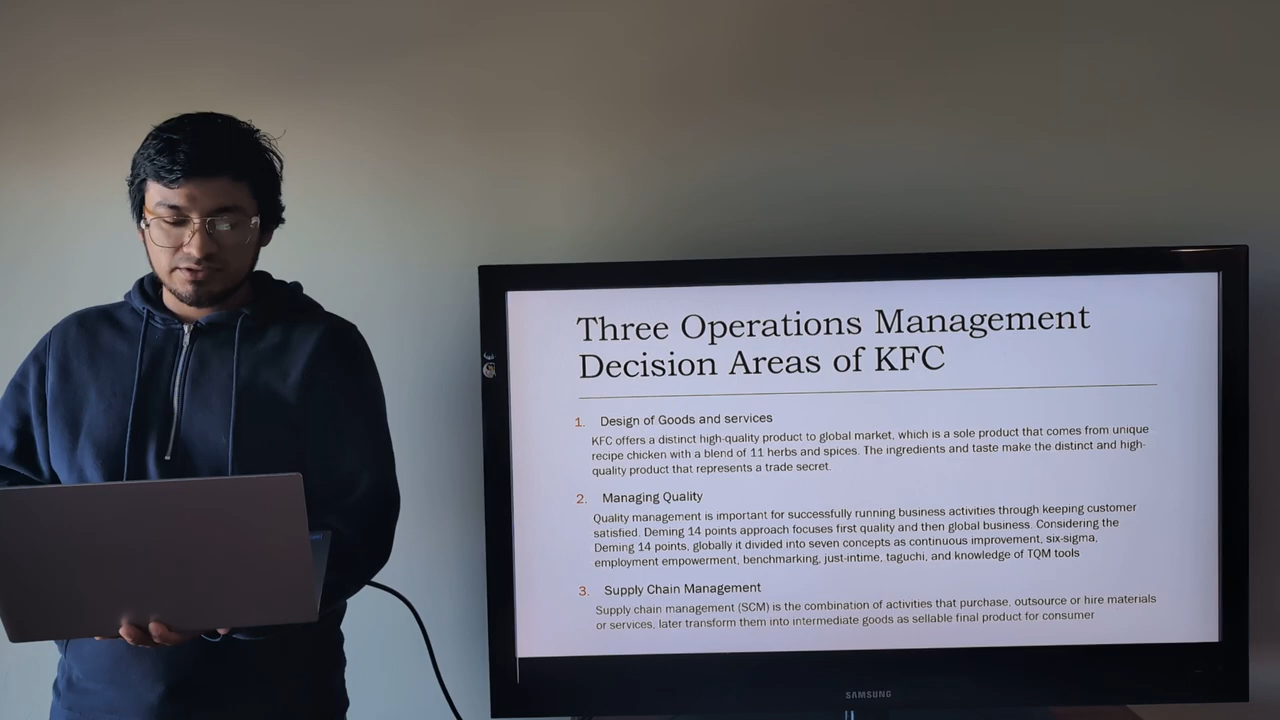 Three Operations Management
Decision Areas of KFC
1. Design of Goods and services
KFC offers a distinct high-quality product to global market, which is a sole product that comes from unique
recipe chicken with a blend of 11 herbs and spices. The ingredients and taste make the distinct and high-
quality product that represents a trade secret.
2. Managing Quality
Quality management is important for successfully running business activities through keeping customer
satisfied. Deming 14 points approach focuses first quality and then global business. Considering the
Deming 14 points, globally it divided into seven concepts as continuous improvement, six-sigma,
employment empowerment, benchmarking, just-intime, taguchi, and knowledge of TQM tools
3. Supply Chain Management
Supply chain management (SCM) is the combination of activities that purchase, outsource or hire materials
or services, later transform them into intermediate goods as sellable final product for consumer
SAMSUNG